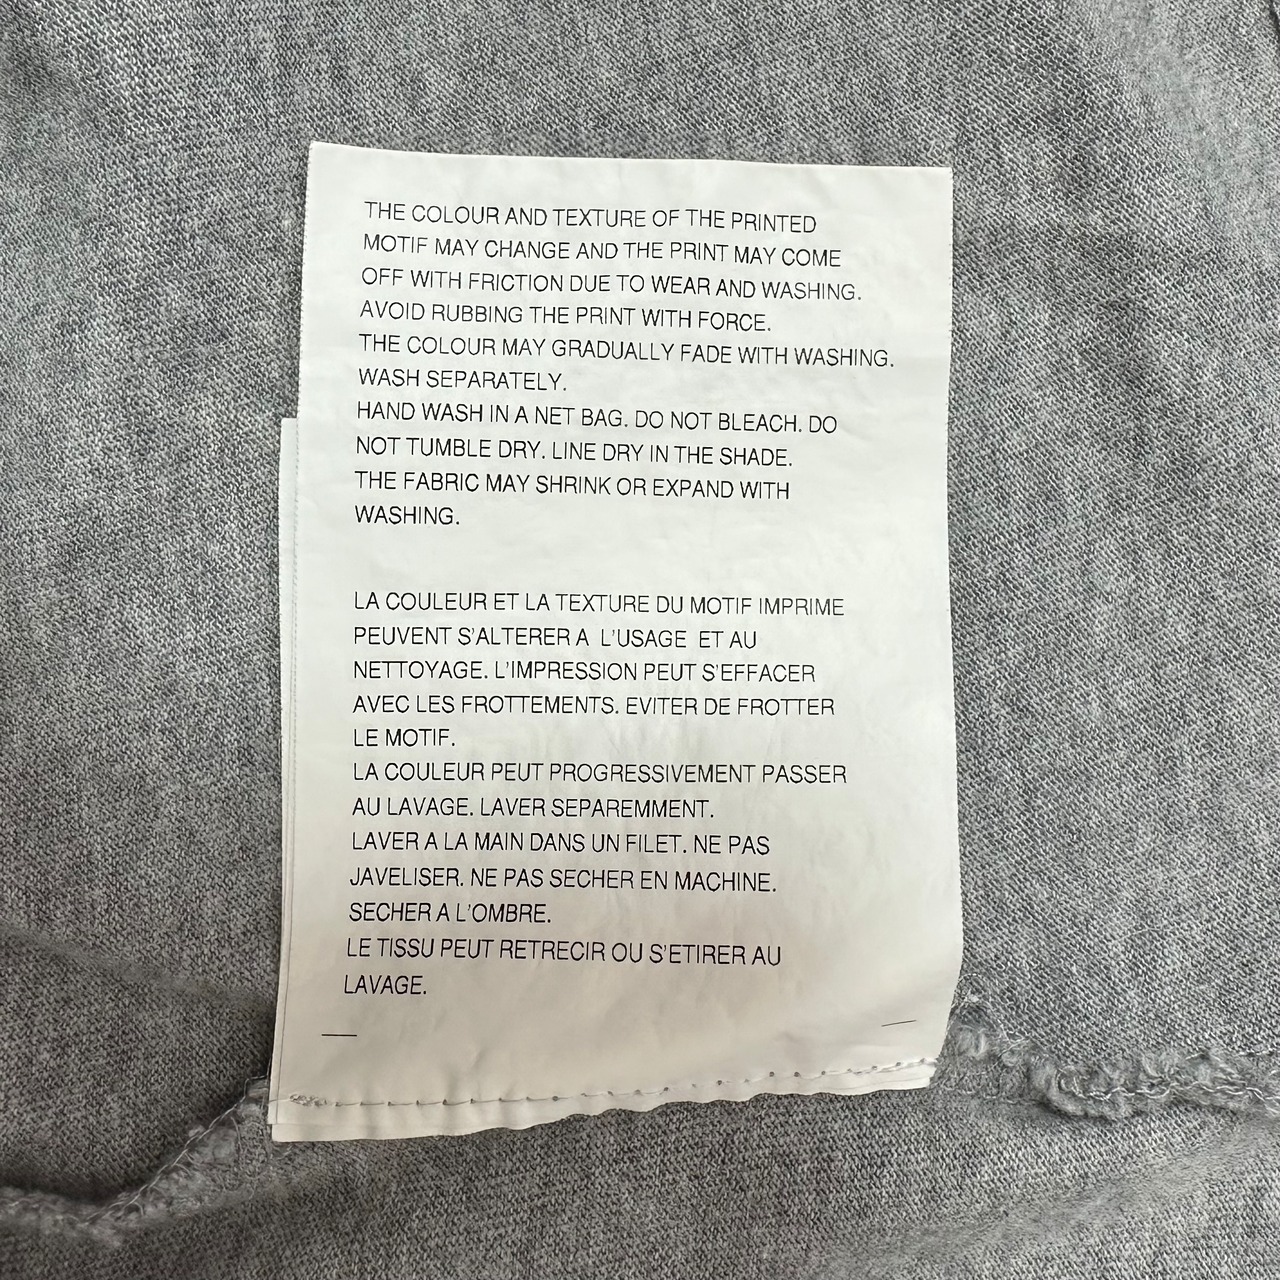 THE COLOUR AND TEXTURE OF THE PRINTED
MOTIF MAY CHANGE AND THE PRINT MAY COME
OFF WITH FRICTION DUE TO WEAR AND WASHING.
AVOID RUBBING THE PRINT WITH FORCE.
THE COLOUR MAY GRADUALLY FADE WITH WASHING.
WASH SEPARATELY.
HAND WASH IN A NET BAG. DO NOT BLEACH. DO
NOT TUMBLE DRY. LINE DRY IN THE SHADE.
THE FABRIC MAY SHRINK OR EXPAND WITH
WASHING.
LA COULEUR ET LA TEXTURE DU MOTIF IMPRIME
PEUVENT S'ALTERER A L'USAGE ET AU
NETTOYAGE. L'IMPRESSION PEUT S'EFFACER
AVEC LES FROTTEMENTS. EVITER DE FROTTER
LE MOTIF.
LA COULEUR PEUT PROGRESSIVEMENT PASSER
AU LAVAGE. LAVER SEPAREMMENT.
LAVER A LA MAIN DANS UN FILET. NE PAS
JAVELISER. NE PAS SECHER EN MACHINE.
SECHER A L'OMBRE.
LE TISSU PEUT RETRECIR OU S'ETIRER AU
LAVAGE.